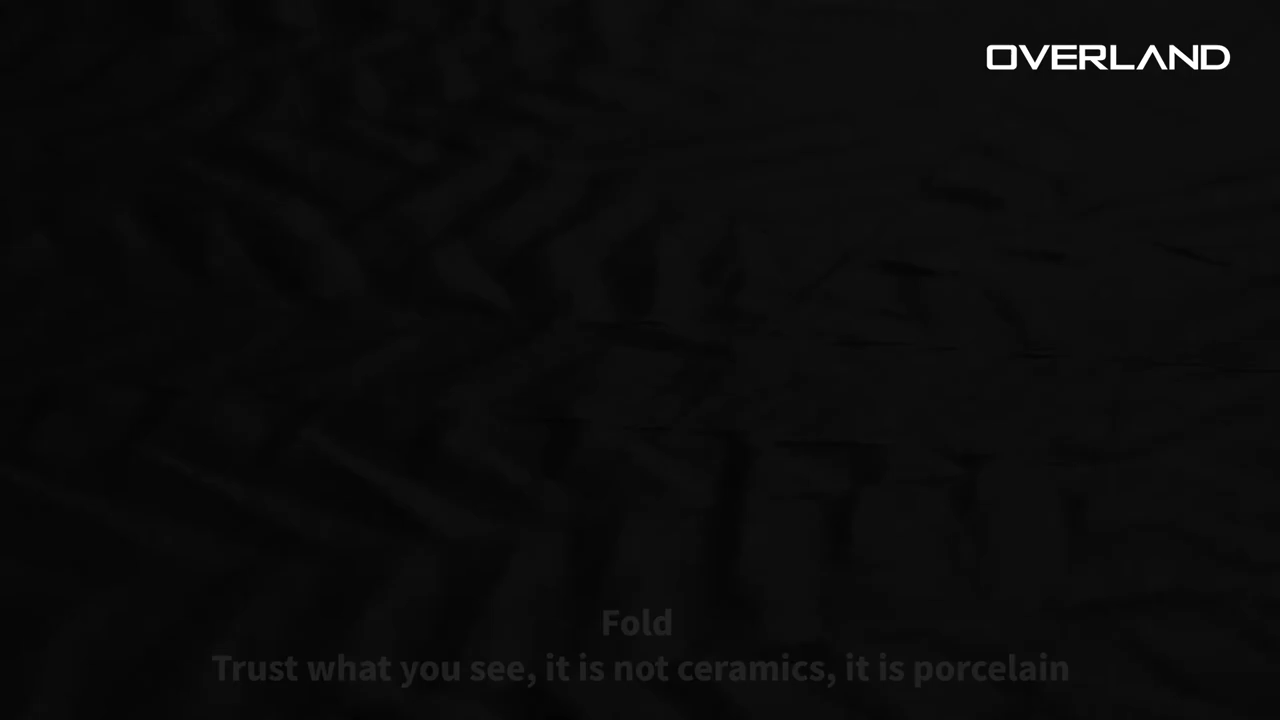 OVERLAND
Fold
Trust what you see, it is not ceramics, it is porcelain